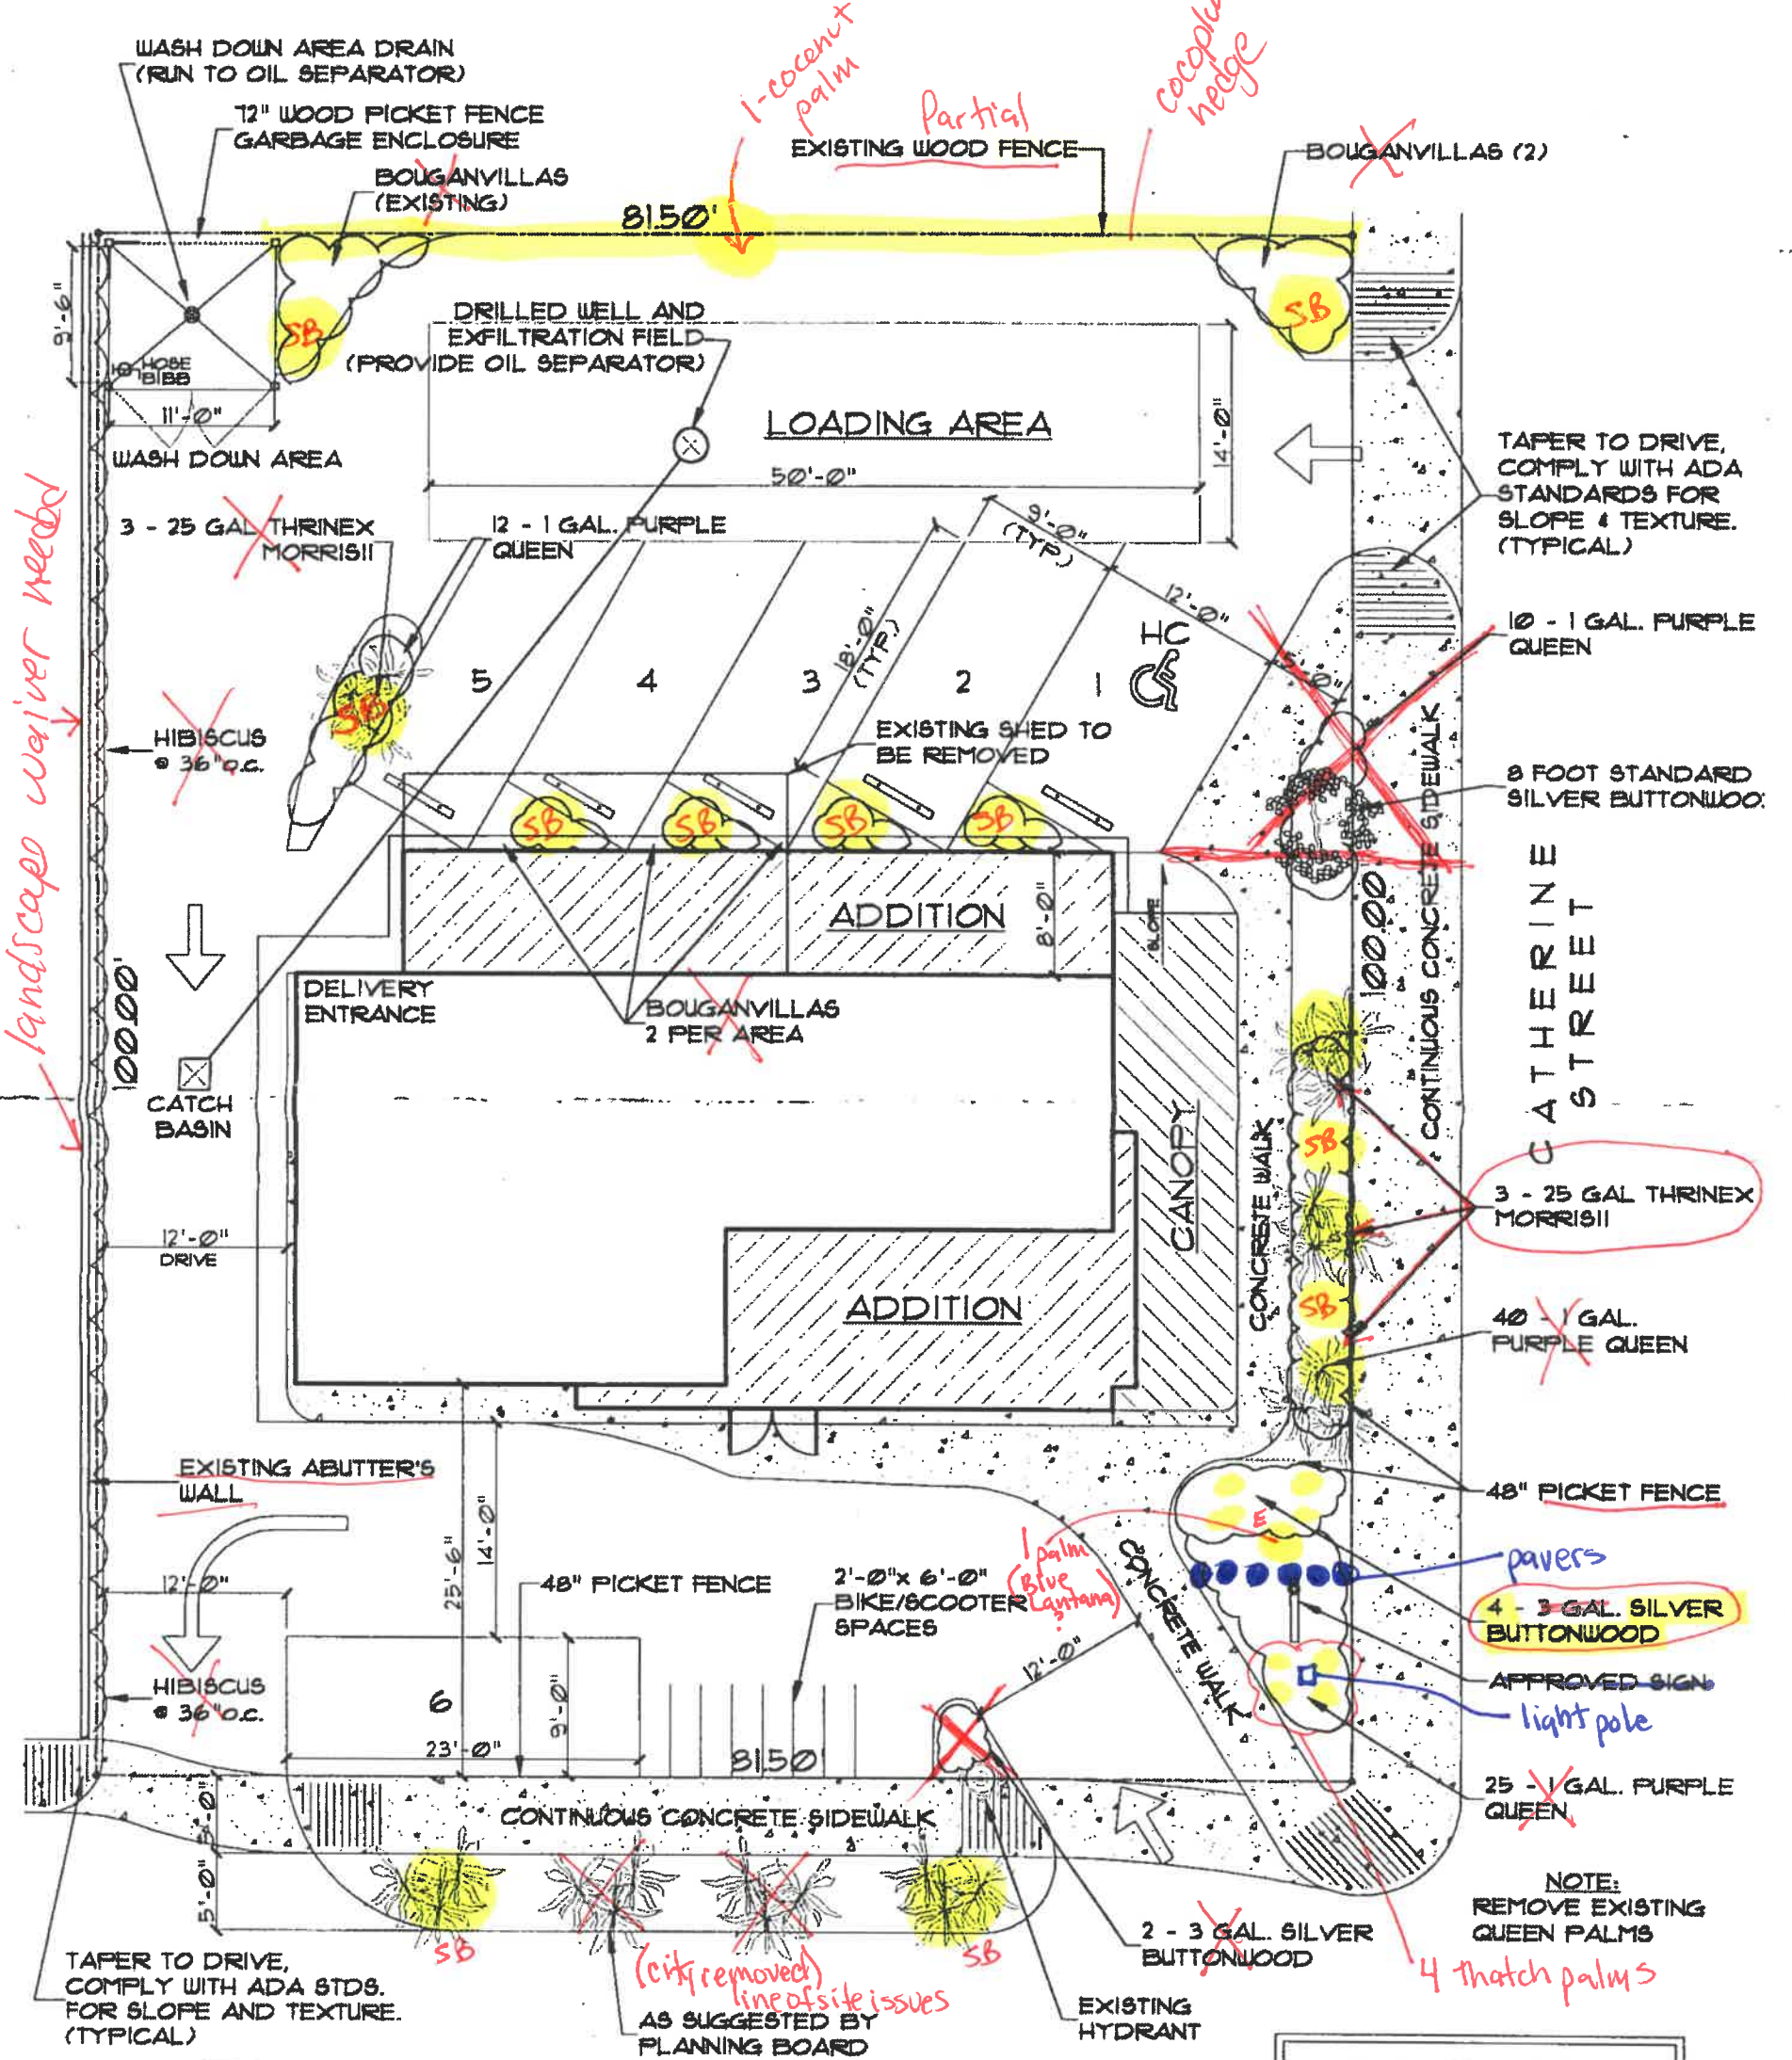 WASH DOWN AREA DRAIN
(RUN TO OIL SEPARATOR)
72" WOOD PICKET FENCE
GARBAGE ENCLOSURE
BOUGANVILLAS
(EXISTING)
1-coconut
palm
Partial
EXISTING WOOD FENCE
hedge
BOUGANVILLAS (2)
81.50'
9'-6"
SB
SB
HOSE
BIBB
11'-0"
WASH DOWN AREA
DRILLED WELL AND
EXFILTRATION FIELD
(PROVIDE OIL SEPARATOR)
LOADING AREA
50'-0"
14'-0"
TAPER TO DRIVE,
COMPLY WITH ADA
STANDARDS FOR
SLOPE & TEXTURE.
(TYPICAL)
landscape waiver needed
3 - 25 GAL THRINEX
MORRISII
12 - 1 GAL. PURPLE
QUEEN
9'-0"
(TYP.)
12'-0"
18'-0"
(TYP.)
HC
5
4
3
2
1
10 - 1 GAL. PURPLE
QUEEN
SB
HIBISCUS
@ 36" o.c.
EXISTING SHED TO
BE REMOVED
8 FOOT STANDARD
SILVER BUTTONWOO
SB
SB
SB
SB
ADDITION
8'-0"
SLOPE
100.00'
100.00
CONTINUOUS CONCRETE SIDEWALK
CATHERINE
STREET
DELIVERY
ENTRANCE
BOUGANVILLAS
2 PER AREA
CATCH
BASIN
CANOPY
CONCRETE WALK
SB
SB
3 - 25 GAL THRINEX
MORRISII
12'-0"
DRIVE
ADDITION
40 - 1 GAL.
PURPLE QUEEN
EXISTING ABUTTER'S
WALL
48" PICKET FENCE
E
pavers
14'-0"
25'-6"
12'-0"
48" PICKET FENCE
2'-0" x 6'-0"
BIKE/SCOOTER
SPACES
1 palm
(Blue
Lantana)
?
CONCRETE WALK
4 - 3 GAL. SILVER
BUTTONWOOD
APPROVED SIGN
light pole
12'-0"
HIBISCUS
@ 36" o.c.
6
9'-0"
23'-0"
81.50'
25 - 1 GAL. PURPLE
QUEEN
CONTINUOUS CONCRETE SIDEWALK
5'-0"
NOTE:
REMOVE EXISTING
QUEEN PALMS
4 thatch palms
SB
SB
2 - 3 GAL. SILVER
BUTTONWOOD
(city removed)
line of site issues
AS SUGGESTED BY
PLANNING BOARD
EXISTING
HYDRANT
TAPER TO DRIVE,
COMPLY WITH ADA STDS.
FOR SLOPE AND TEXTURE.
(TYPICAL)